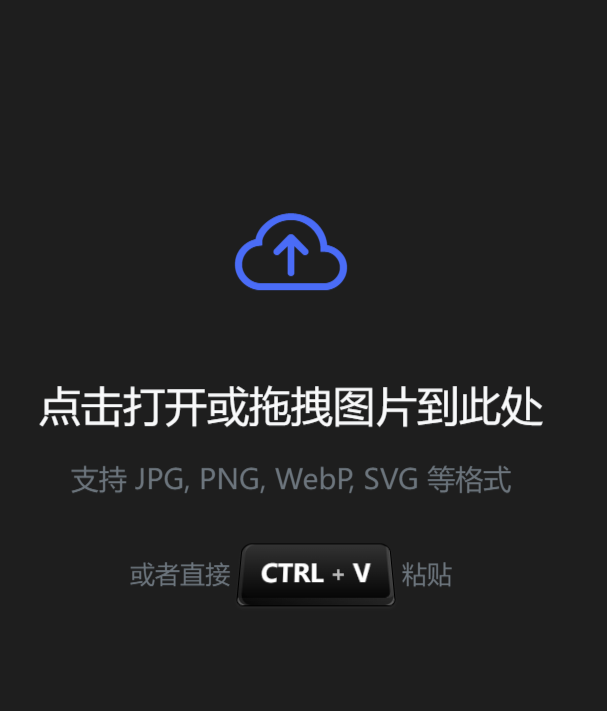 点击打开或拖拽图片到此处
支持 JPG, PNG, WebP, SVG 等格式
或者直接 CTRL + V 粘贴